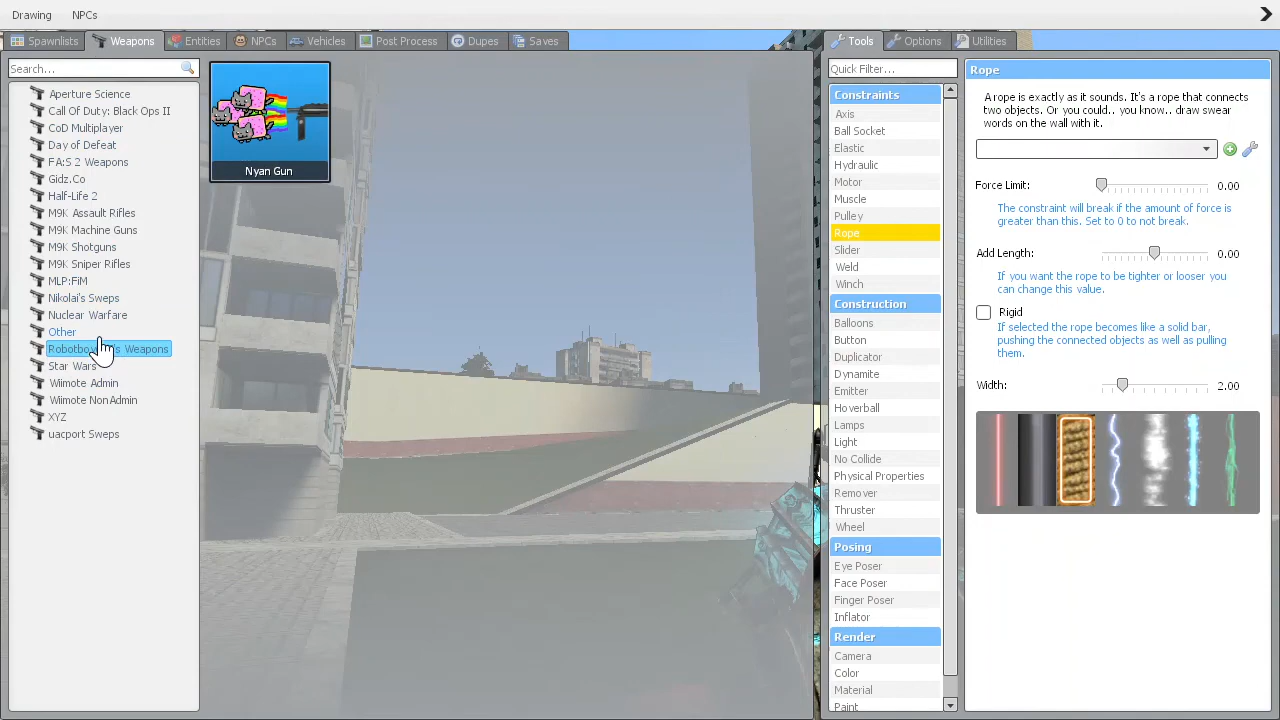 Drawing NPCs
Spawnlists Weapons Entities NPCs Vehicles Post Process Dupes Saves
Search...
Aperture Science
Call Of Duty: Black Ops II
CoD Multiplayer
Day of Defeat
FA:S 2 Weapons
Gidz.Co
Half-Life 2
M9K Assault Rifles
M9K Machine Guns
M9K Shotguns
M9K Sniper Rifles
MLP:FiM
Nikolai's Sweps
Nuclear Warfare
Other
Weapons
Star Wars
Wiimote Admin
Wiimote NonAdmin
XYZ
uacport Sweps
Nyan Gun
Tools Options Utilities
Quick Filter...
Constraints
Axis
Ball Socket
Elastic
Hydraulic
Motor
Muscle
Pulley
Rope
Slider
Weld
Winch
Construction
Balloons
Button
Duplicator
Dynamite
Emitter
Hoverball
Lamps
Light
No Collide
Physical Properties
Remover
Thruster
Wheel
Posing
Eye Poser
Face Poser
Finger Poser
Inflator
Render
Camera
Color
Material
Paint
Rope
A rope is exactly as it sounds. It's a rope that connects
two objects. Or you could.. you know.. draw swear
words on the wall with it.
Force Limit: 0.00
The constraint will break if the amount of force is
greater than this. Set to 0 to not break.
Add Length: 0.00
If you want the rope to be tighter or looser you
can change this value.
Rigid
If selected the rope becomes like a solid bar,
pushing the connected objects as well as pulling
them.
Width: 2.00